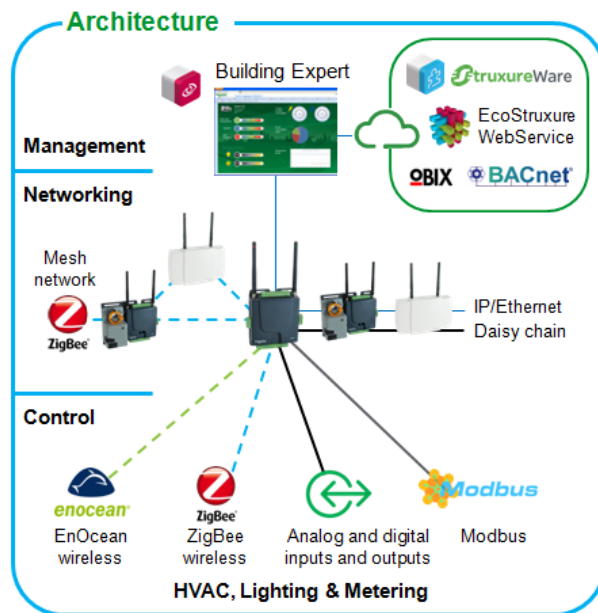 Architecture
Building Expert
StruxureWare
EcoStruxure
WebService
OBIX
BACnet®
Management
Networking
Mesh
network
ZigBee®
IP/Ethernet
Daisy chain
Control
enocean®
ZigBee®
Modbus
EnOcean
wireless
ZigBee
wireless
Analog and digital
inputs and outputs
Modbus
HVAC, Lighting & Metering